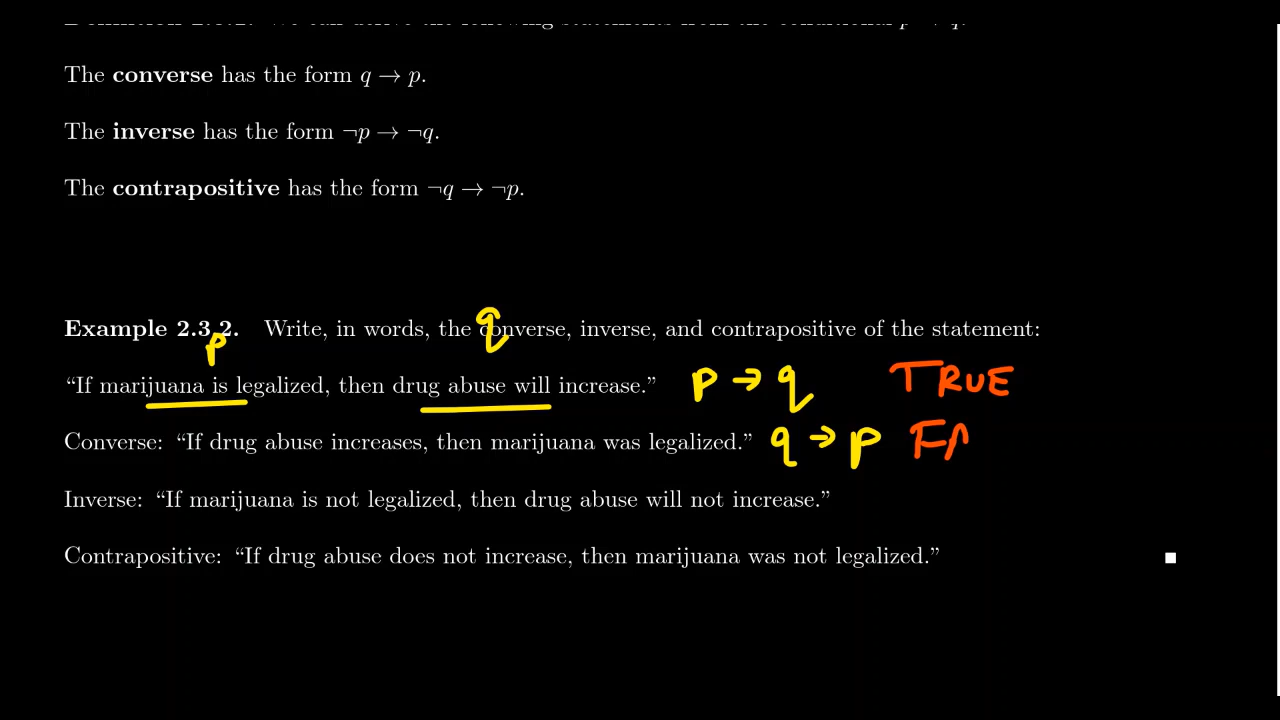 The converse has the form q → p.
The inverse has the form ¬p → ¬q.
The contrapositive has the form ¬q → ¬p.
Example 2.3.2. Write, in words, the converse, inverse, and contrapositive of the statement:
p q
“If marijuana is legalized, then drug abuse will increase.” p → q TRUE
Converse: “If drug abuse increases, then marijuana was legalized.” q → p FA
Inverse: “If marijuana is not legalized, then drug abuse will not increase.”
Contrapositive: “If drug abuse does not increase, then marijuana was not legalized.”